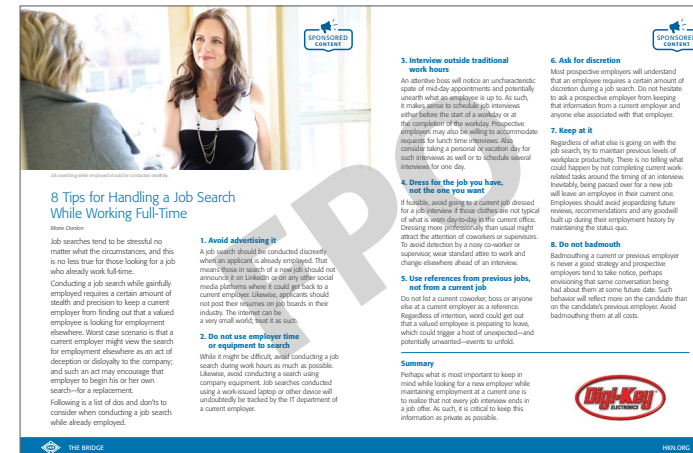 SPONSORED
CONTENT
Job searching while employed should be conducted stealthily.
8 Tips for Handling a Job Search
While Working Full-Time
Marie Donlon
Job searches tend to be stressful no
matter what the circumstances, and this
is no less true for those looking for a job
who already work full-time.
Conducting a job search while gainfully
employed requires a certain amount of
stealth and precision to keep a current
employer from finding out that a valued
employee is looking for employment
elsewhere. Worst case scenario is that a
current employer might view the search
for employment elsewhere as an act of
deception or disloyalty to the company;
and such an act may encourage that
employer to begin his or her own
search—for a replacement.
Following is a list of dos and don'ts to
consider when conducting a job search
while already employed.
1. Avoid advertising it
A job search should be conducted discreetly
when an applicant is already employed. That
means those in search of a new job should not
announce it on LinkedIn or on any other social
media platforms where it could get back to a
current employer. Likewise, applicants should
not post their resumes on job boards in their
industry. The internet can be
a very small world; treat it as such.
2. Do not use employer time
or equipment to search
While it might be difficult, avoid conducting a job
search during work hours as much as possible.
Likewise, avoid conducting a search using
company equipment. Job searches conducted
using a work-issued laptop or other device will
undoubtedly be tracked by the IT department of
a current employer.
3. Interview outside traditional
work hours
An attentive boss will notice an uncharacteristic
spate of mid-day appointments and potentially
unearth what an employee is up to. As such,
it makes sense to schedule job interviews
either before the start of a workday or at
the completion of the workday. Prospective
employers may also be willing to accommodate
requests for lunch time interviews. Also
consider taking a personal or vacation day for
such interviews as well or to schedule several
interviews for one day.
4. Dress for the job you have,
not the one you want
If feasible, avoid going to a current job dressed
for a job interview if those clothes are not typical
of what is worn day-to-day in the current office.
Dressing more professionally than usual might
attract the attention of coworkers or supervisors.
To avoid detection by a nosy co-worker or
supervisor, wear standard attire to work and
change elsewhere ahead of an interview.
5. Use references from previous jobs,
not from a current job
Do not list a current coworker, boss or anyone
else at a current employer as a reference.
Regardless of intention, word could get out
that a valued employee is preparing to leave,
which could trigger a host of unexpected—and
potentially unwanted—events to unfold.
Summary
Perhaps what is most important to keep in
mind while looking for a new employer while
maintaining employment at a current one is
to realize that not every job interview ends in
a job offer. As such, it is critical to keep this
information as private as possible.
SPONSORED
CONTENT
6. Ask for discretion
Most prospective employers will understand
that an employee requires a certain amount of
discretion during a job search. Do not hesitate
to ask a prospective employer from keeping
that information from a current employer and
anyone else associated with that employer.
7. Keep at it
Regardless of what else is going on with the
job search, try to maintain previous levels of
workplace productivity. There is no telling what
could happen by not completing current work-
related tasks around the timing of an interview.
Inevitably, being passed over for a new job
will leave an employee in their current one.
Employees should avoid jeopardizing future
reviews, recommendations and any goodwill
built up during their employment history by
maintaining the status quo.
8. Do not badmouth
Badmouthing a current or previous employer
is never a good strategy and prospective
employers tend to take notice, perhaps
envisioning that same conversation being
had about them at some future date. Such
behavior will reflect more on the candidate than
on the candidate's previous employer. Avoid
badmouthing them at all costs.
Digi-Key
ELECTRONICS
FPO
THE BRIDGE
HKN.ORG